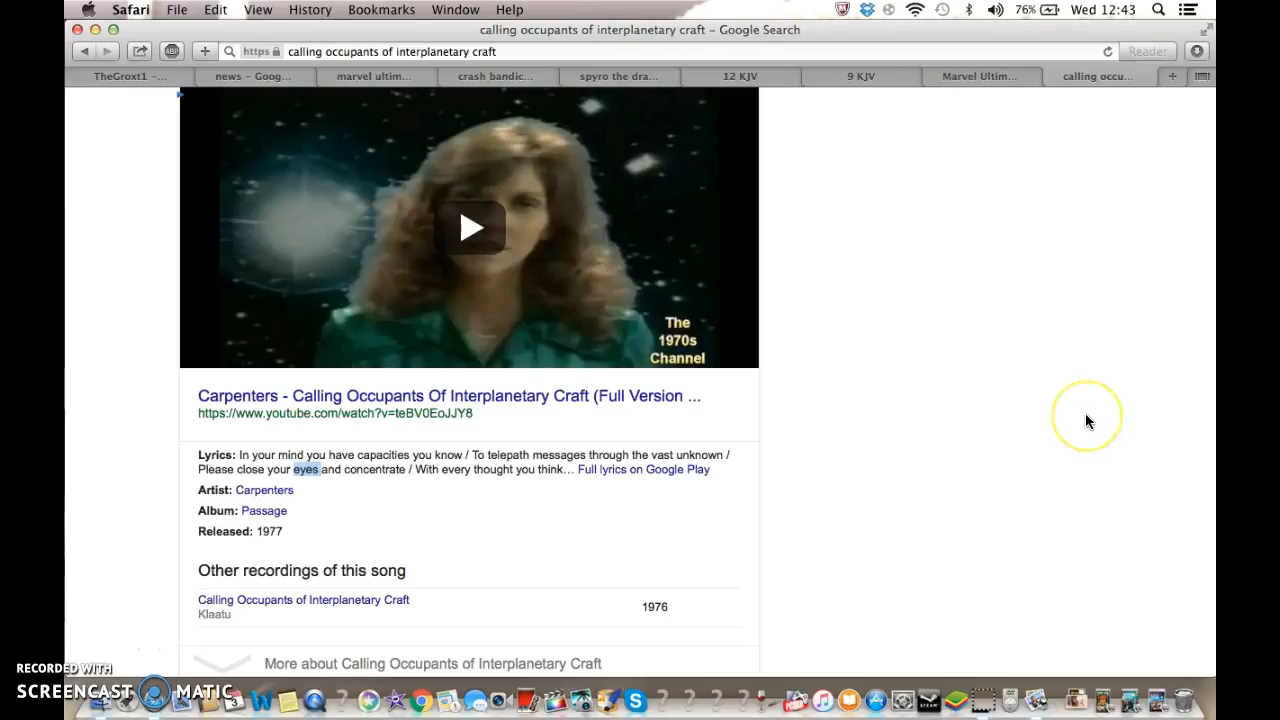 Safari File Edit View History Bookmarks Window Help 76% Wed 12:43
calling occupants of interplanetary craft – Google Search
ABP + https calling occupants of interplanetary craft Reader
TheGroxt1 –... news – Goog... marvel ultim... crash bandic... spyro the dra... 12 KJV 9 KJV Marvel Ultim... calling occu... +
The
1970s
Channel
Carpenters - Calling Occupants Of Interplanetary Craft (Full Version ...
https://www.youtube.com/watch?v=teBV0EoJJY8
Lyrics: In your mind you have capacities you know / To telepath messages through the vast unknown /
Please close your eyes and concentrate / With every thought you think… Full lyrics on Google Play
Artist: Carpenters
Album: Passage
Released: 1977
Other recordings of this song
Calling Occupants of Interplanetary Craft
Klaatu
1976
More about Calling Occupants of Interplanetary Craft
RECORDED WITH
SCREENCAST MATIC